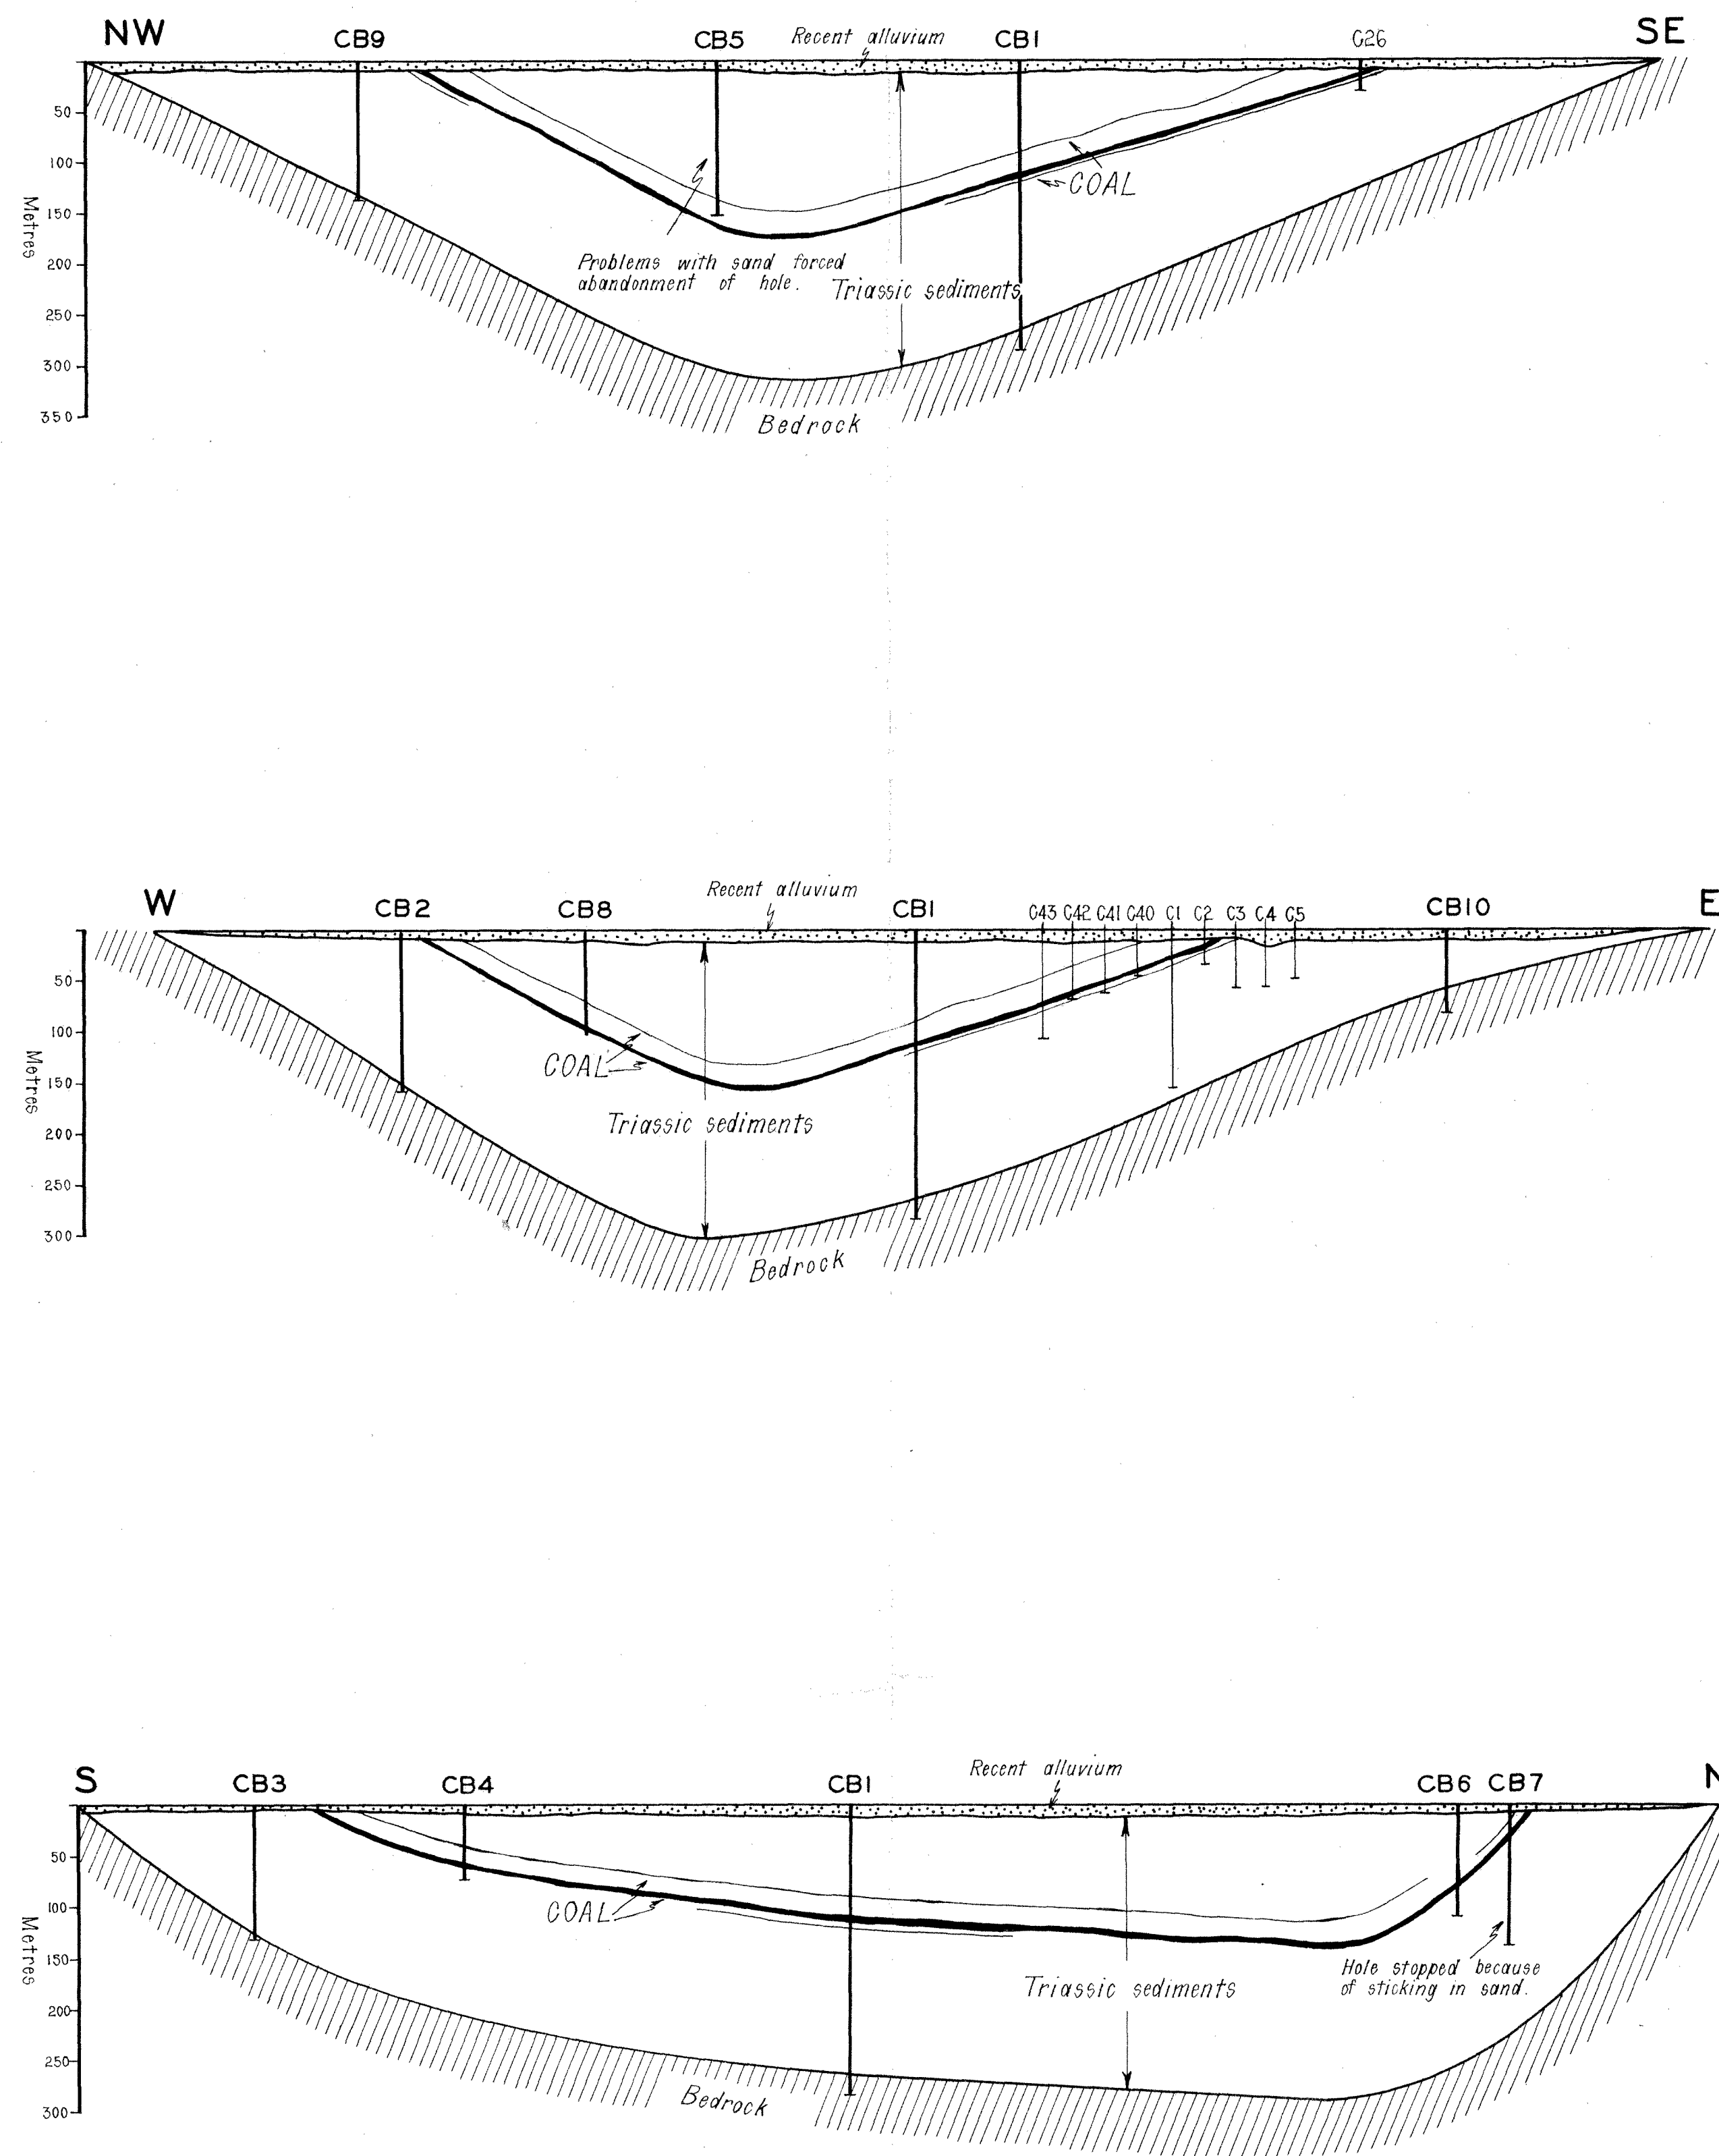 NW CB9 CB5 Recent alluvium CB1 C26 SE
50
100
150
200
250
300
350
Metres
COAL
Problems with sand forced
abandonment of hole.
Triassic sediments
Bedrock
W CB2 CB8 Recent alluvium CB1 C43 C42 C41 C40 C1 C2 C3 C4 C5 CB10 E
50
100
150
200
250
300
Metres
COAL
Triassic sediments
Bedrock
S CB3 CB4 CB1 Recent alluvium CB6 CB7 N
50
100
150
200
250
300
Metres
COAL
Triassic sediments
Hole stopped because
of sticking in sand.
Bedrock